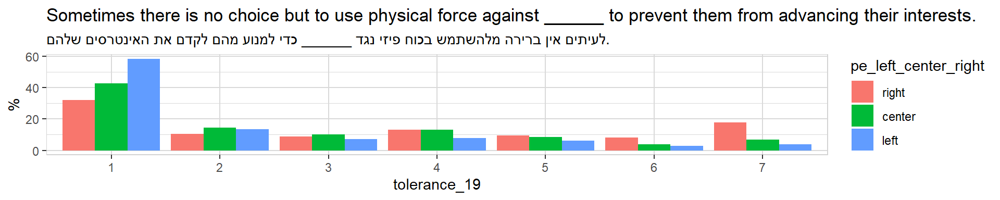 Sometimes there is no choice but to use physical force against ______ to prevent them from advancing their interests.
לעיתים אין ברירה מלהשתמש בכוח פיזי נגד ______ כדי למנוע מהם לקדם את האינטרסים שלהם.
60
40
20
0
%
1 2 3 4 5 6 7
tolerance_19
pe_left_center_right
right
center
left